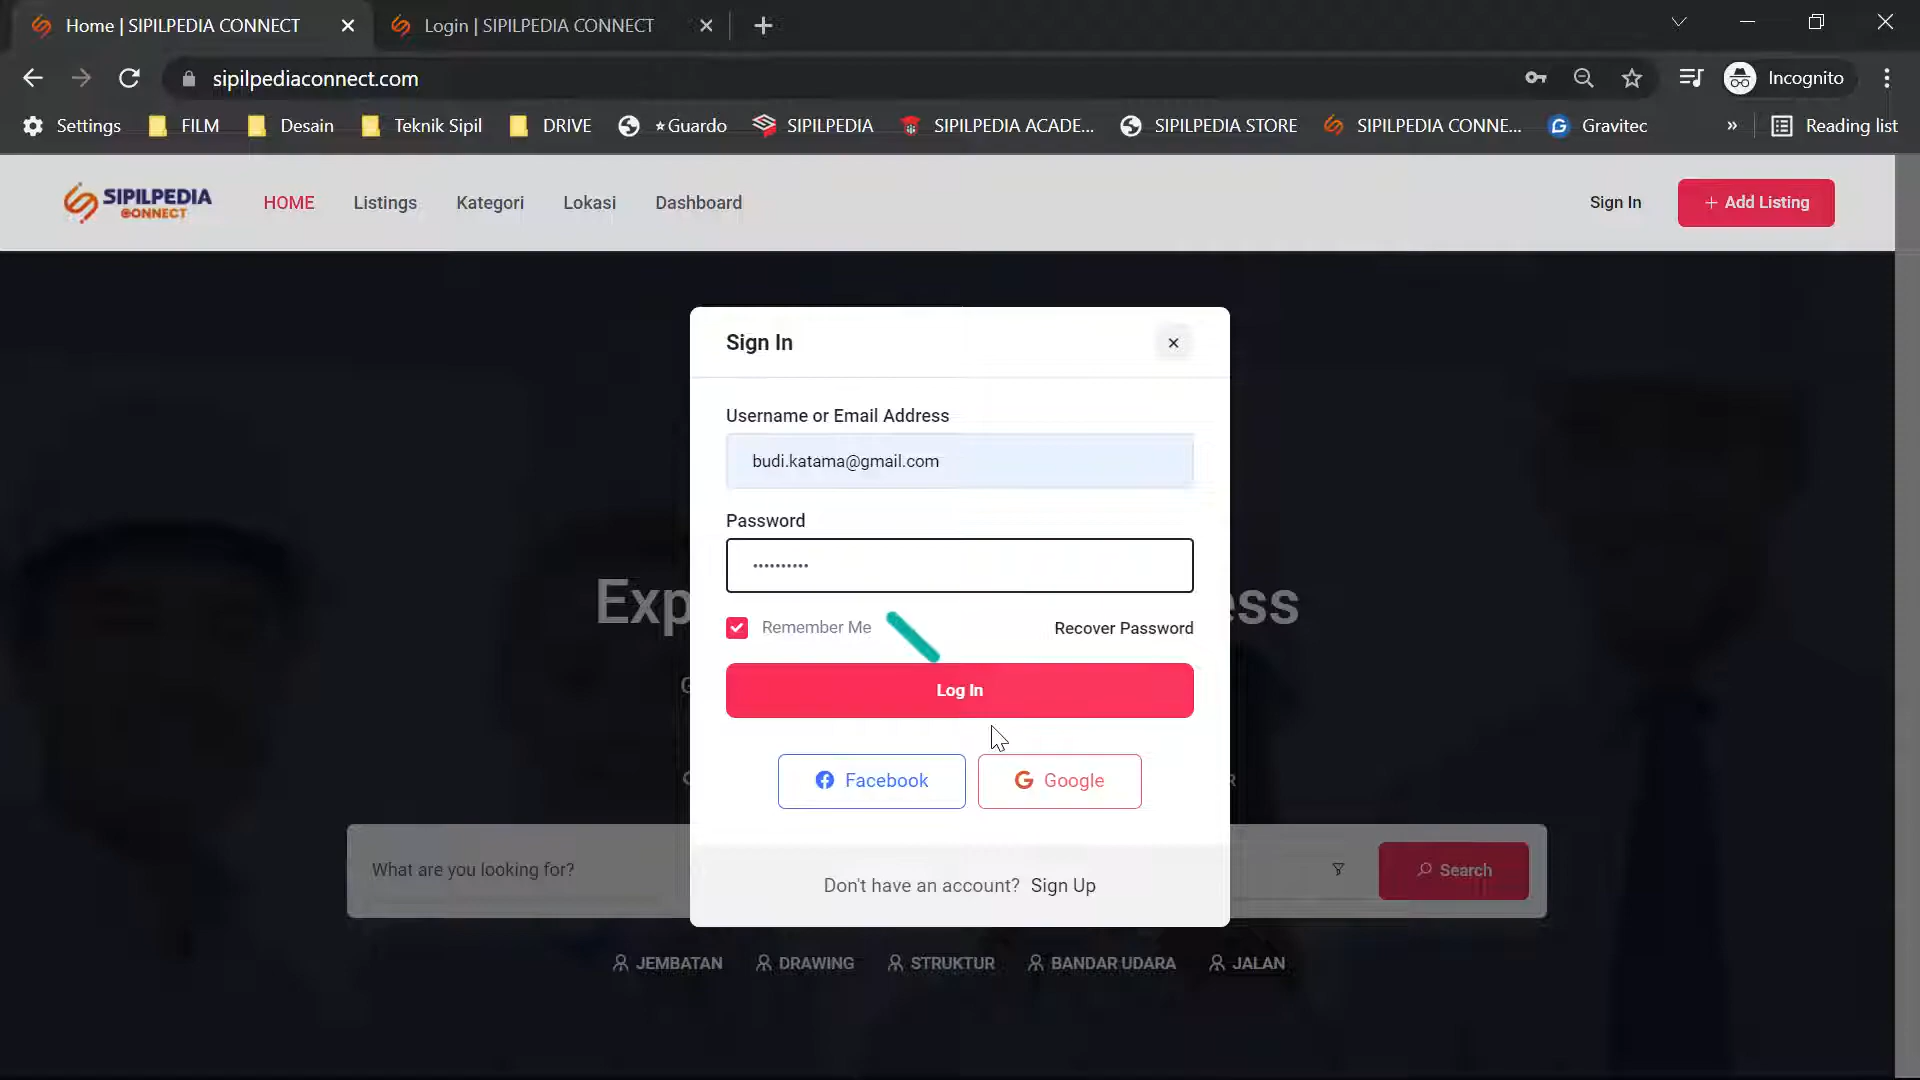 Home | SIPILPEDIA CONNECT
Login | SIPILPEDIA CONNECT
sipilpediaconnect.com
Incognito
Settings
FILM
Desain
Teknik Sipil
DRIVE
⋆Guardo
SIPILPEDIA
SIPILPEDIA ACADE...
SIPILPEDIA STORE
SIPILPEDIA CONNE...
Gravitec
»
Reading list
SIPILPEDIA
CONNECT
HOME
Listings
Kategori
Lokasi
Dashboard
Sign In
+ Add Listing
Sign In
Username or Email Address
budi.katama@gmail.com
Password
••••••••••
Remember Me
Recover Password
Log In
Facebook
Google
Don't have an account? Sign Up
Exp
ess
What are you looking for?
Search
JEMBATAN
DRAWING
STRUKTUR
BANDAR UDARA
JALAN